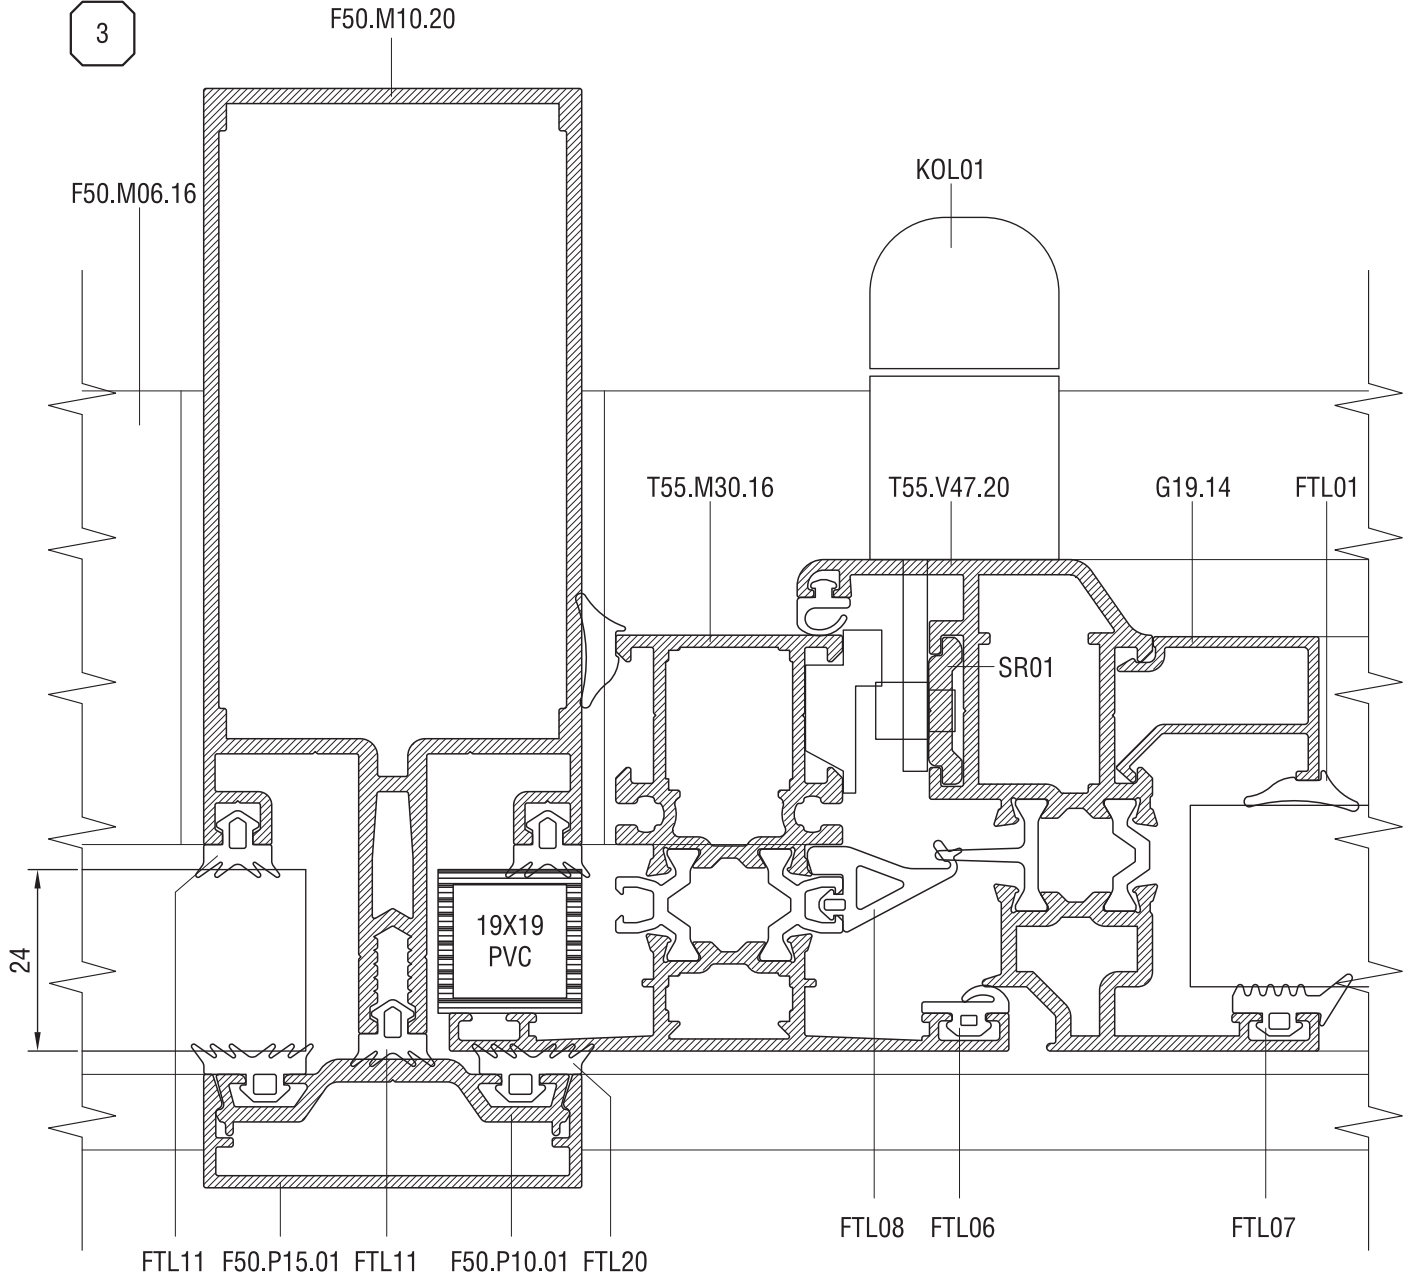 3
F50.M10.20
F50.M06.16
KOL01
T55.M30.16
T55.V47.20
G19.14
FTL01
SR01
19X19
PVC
24
FTL08
FTL06
FTL07
FTL11
F50.P15.01
FTL11
F50.P10.01
FTL20